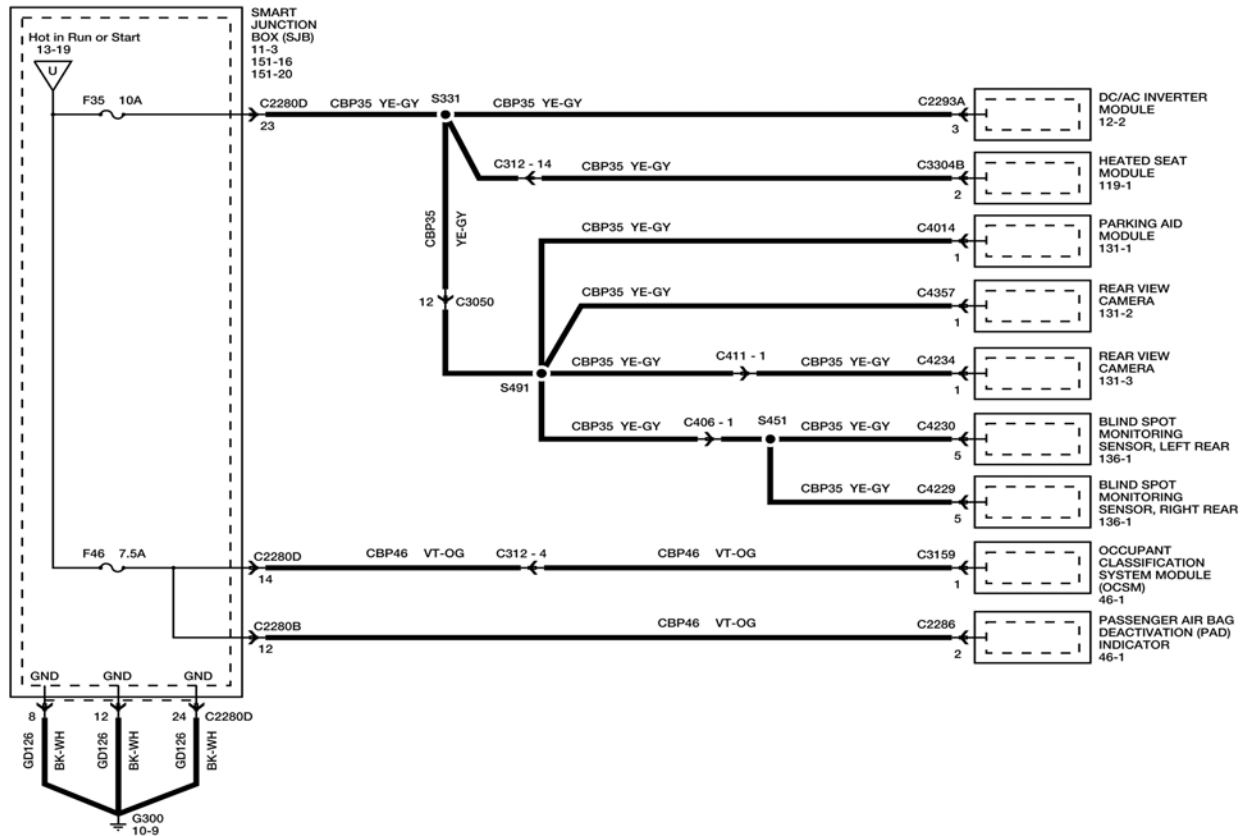 SMART
JUNCTION
BOX (SJB)
11-3
151-16
151-20
Hot in Run or Start
13-19
U
F35 10A
C2280D
23
CBP35 YE-GY
S331
CBP35 YE-GY
C2293A
3
DC/AC INVERTER
MODULE
12-2
C312 - 14
CBP35 YE-GY
C3304B
2
HEATED SEAT
MODULE
119-1
CBP35
YE-GY
CBP35 YE-GY
C4014
1
PARKING AID
MODULE
131-1
12
C3050
CBP35 YE-GY
C4357
1
REAR VIEW
CAMERA
131-2
S491
CBP35 YE-GY
C411 - 1
CBP35 YE-GY
C4234
1
REAR VIEW
CAMERA
131-3
CBP35 YE-GY
C406 - 1
S451
CBP35 YE-GY
C4230
5
BLIND SPOT
MONITORING
SENSOR, LEFT REAR
136-1
CBP35 YE-GY
C4229
5
BLIND SPOT
MONITORING
SENSOR, RIGHT REAR
136-1
F46 7.5A
C2280D
14
CBP46 VT-OG
C312 - 4
CBP46 VT-OG
C3159
1
OCCUPANT
CLASSIFICATION
SYSTEM MODULE
(OCSM)
46-1
C2280B
12
CBP46 VT-OG
C2286
2
PASSENGER AIR BAG
DEACTIVATION (PAD)
INDICATOR
46-1
GND
GND
GND
8
12
24
C2280D
GD126
BK-WH
GD126
BK-WH
GD126
BK-WH
G300
10-9